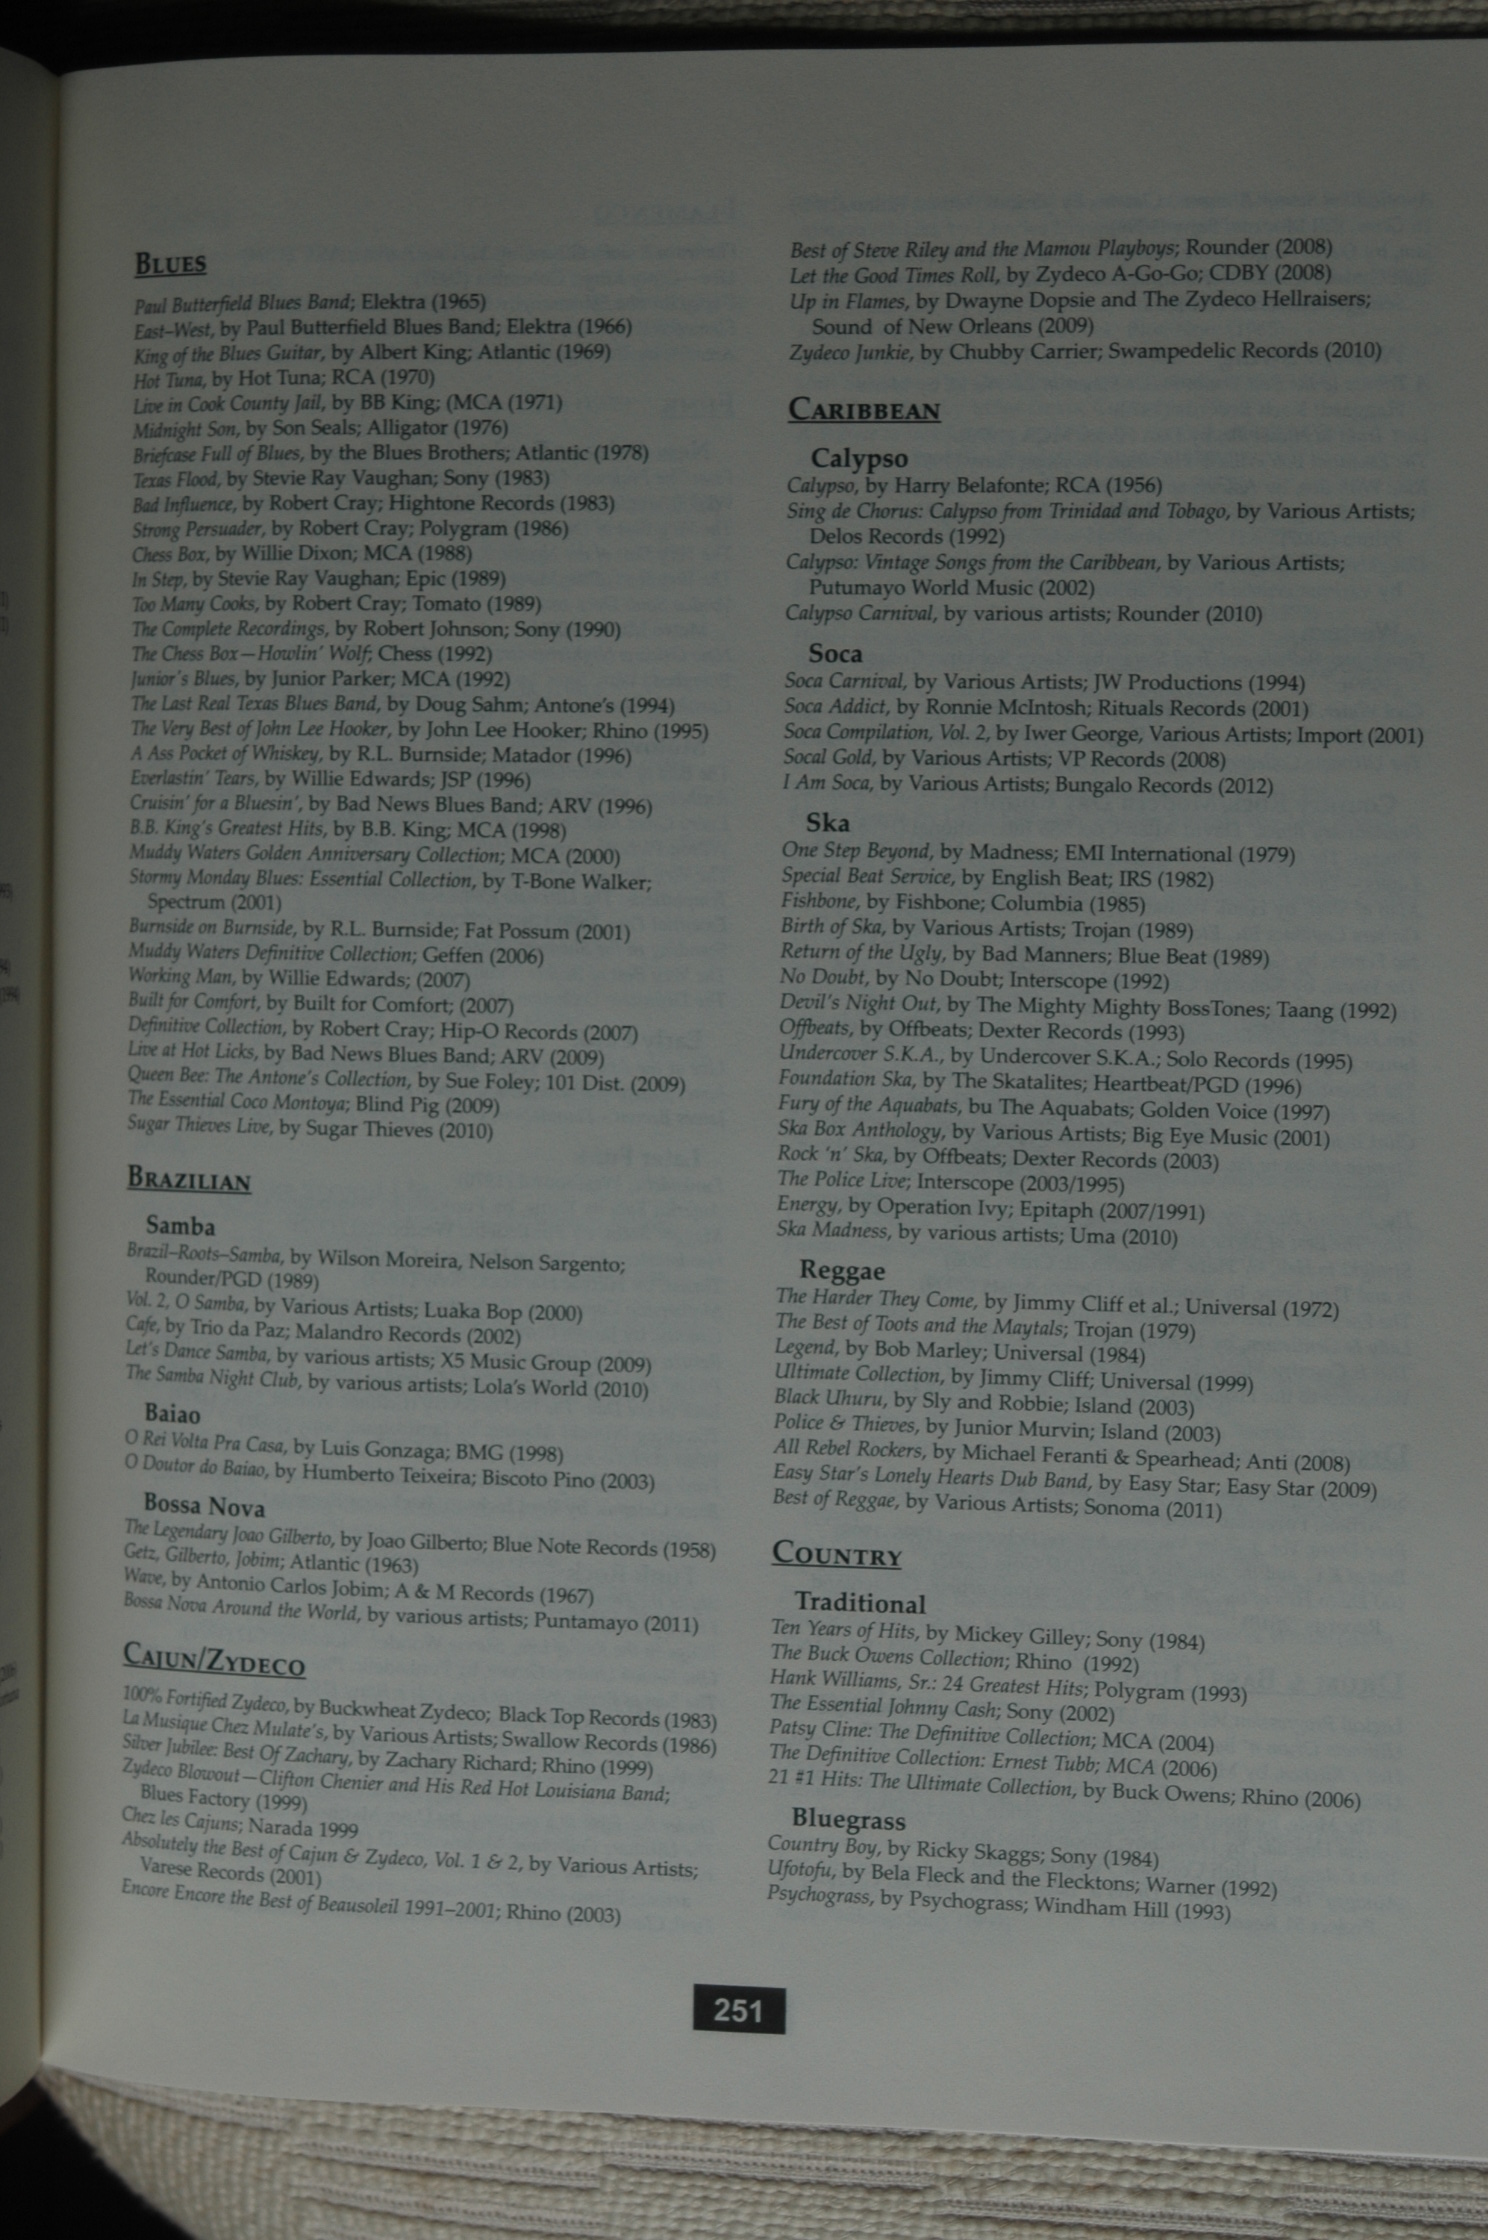 BLUES
Paul Butterfield Blues Band; Elektra (1965)
East–West, by Paul Butterfield Blues Band; Elektra (1966)
King of the Blues Guitar, by Albert King; Atlantic (1969)
Hot Tuna, by Hot Tuna; RCA (1970)
Live in Cook County Jail, by BB King; (MCA (1971)
Midnight Son, by Son Seals; Alligator (1976)
Briefcase Full of Blues, by the Blues Brothers; Atlantic (1978)
Texas Flood, by Stevie Ray Vaughan; Sony (1983)
Bad Influence, by Robert Cray; Hightone Records (1983)
Strong Persuader, by Robert Cray; Polygram (1986)
Chess Box, by Willie Dixon; MCA (1988)
In Step, by Stevie Ray Vaughan; Epic (1989)
Too Many Cooks, by Robert Cray; Tomato (1989)
The Complete Recordings, by Robert Johnson; Sony (1990)
The Chess Box—Howlin' Wolf; Chess (1992)
Junior's Blues, by Junior Parker; MCA (1992)
The Last Real Texas Blues Band, by Doug Sahm; Antone's (1994)
The Very Best of John Lee Hooker, by John Lee Hooker; Rhino (1995)
A Ass Pocket of Whiskey, by R.L. Burnside; Matador (1996)
Everlastin' Tears, by Willie Edwards; JSP (1996)
Cruisin' for a Bluesin', by Bad News Blues Band; ARV (1996)
B.B. King's Greatest Hits, by B.B. King; MCA (1998)
Muddy Waters Golden Anniversary Collection; MCA (2000)
Stormy Monday Blues: Essential Collection, by T-Bone Walker;
Spectrum (2001)
Burnside on Burnside, by R.L. Burnside; Fat Possum (2001)
Muddy Waters Definitive Collection; Geffen (2006)
Working Man, by Willie Edwards; (2007)
Built for Comfort, by Built for Comfort; (2007)
Definitive Collection, by Robert Cray; Hip-O Records (2007)
Live at Hot Licks, by Bad News Blues Band; ARV (2009)
Queen Bee: The Antone's Collection, by Sue Foley; 101 Dist. (2009)
The Essential Coco Montoya; Blind Pig (2009)
Sugar Thieves Live, by Sugar Thieves (2010)
BRAZILIAN
Samba
Brazil–Roots–Samba, by Wilson Moreira, Nelson Sargento;
Rounder/PGD (1989)
Vol. 2, O Samba, by Various Artists; Luaka Bop (2000)
Cafe, by Trio da Paz; Malandro Records (2002)
Let's Dance Samba, by various artists; X5 Music Group (2009)
The Samba Night Club, by various artists; Lola's World (2010)
Baiao
O Rei Volta Pra Casa, by Luis Gonzaga; BMG (1998)
O Doutor do Baiao, by Humberto Teixeira; Biscoto Pino (2003)
Bossa Nova
The Legendary Joao Gilberto, by Joao Gilberto; Blue Note Records (1958)
Getz, Gilberto, Jobim; Atlantic (1963)
Wave, by Antonio Carlos Jobim; A & M Records (1967)
Bossa Nova Around the World, by various artists; Puntamayo (2011)
CAJUN/ZYDECO
100% Fortified Zydeco, by Buckwheat Zydeco; Black Top Records (1983)
La Musique Chez Mulate's, by Various Artists; Swallow Records (1986)
Silver Jubilee: Best Of Zachary, by Zachary Richard; Rhino (1999)
Zydeco Blowout—Clifton Chenier and His Red Hot Louisiana Band;
Blues Factory (1999)
Chez les Cajuns; Narada 1999
Absolutely the Best of Cajun & Zydeco, Vol. 1 & 2, by Various Artists;
Varese Records (2001)
Encore Encore the Best of Beausoleil 1991–2001; Rhino (2003)
Best of Steve Riley and the Mamou Playboys; Rounder (2008)
Let the Good Times Roll, by Zydeco A-Go-Go; CDBY (2008)
Up in Flames, by Dwayne Dopsie and The Zydeco Hellraisers;
Sound of New Orleans (2009)
Zydeco Junkie, by Chubby Carrier; Swampedelic Records (2010)
CARIBBEAN
Calypso
Calypso, by Harry Belafonte; RCA (1956)
Sing de Chorus: Calypso from Trinidad and Tobago, by Various Artists;
Delos Records (1992)
Calypso: Vintage Songs from the Caribbean, by Various Artists;
Putumayo World Music (2002)
Calypso Carnival, by various artists; Rounder (2010)
Soca
Soca Carnival, by Various Artists; JW Productions (1994)
Soca Addict, by Ronnie McIntosh; Rituals Records (2001)
Soca Compilation, Vol. 2, by Iwer George, Various Artists; Import (2001)
Socal Gold, by Various Artists; VP Records (2008)
I Am Soca, by Various Artists; Bungalo Records (2012)
Ska
One Step Beyond, by Madness; EMI International (1979)
Special Beat Service, by English Beat; IRS (1982)
Fishbone, by Fishbone; Columbia (1985)
Birth of Ska, by Various Artists; Trojan (1989)
Return of the Ugly, by Bad Manners; Blue Beat (1989)
No Doubt, by No Doubt; Interscope (1992)
Devil's Night Out, by The Mighty Mighty BossTones; Taang (1992)
Offbeats, by Offbeats; Dexter Records (1993)
Undercover S.K.A., by Undercover S.K.A.; Solo Records (1995)
Foundation Ska, by The Skatalites; Heartbeat/PGD (1996)
Fury of the Aquabats, bu The Aquabats; Golden Voice (1997)
Ska Box Anthology, by Various Artists; Big Eye Music (2001)
Rock 'n' Ska, by Offbeats; Dexter Records (2003)
The Police Live; Interscope (2003/1995)
Energy, by Operation Ivy; Epitaph (2007/1991)
Ska Madness, by various artists; Uma (2010)
Reggae
The Harder They Come, by Jimmy Cliff et al.; Universal (1972)
The Best of Toots and the Maytals; Trojan (1979)
Legend, by Bob Marley; Universal (1984)
Ultimate Collection, by Jimmy Cliff; Universal (1999)
Black Uhuru, by Sly and Robbie; Island (2003)
Police & Thieves, by Junior Murvin; Island (2003)
All Rebel Rockers, by Michael Feranti & Spearhead; Anti (2008)
Easy Star's Lonely Hearts Dub Band, by Easy Star; Easy Star (2009)
Best of Reggae, by Various Artists; Sonoma (2011)
COUNTRY
Traditional
Ten Years of Hits, by Mickey Gilley; Sony (1984)
The Buck Owens Collection; Rhino (1992)
Hank Williams, Sr.: 24 Greatest Hits; Polygram (1993)
The Essential Johnny Cash; Sony (2002)
Patsy Cline: The Definitive Collection; MCA (2004)
The Definitive Collection: Ernest Tubb; MCA (2006)
21 #1 Hits: The Ultimate Collection, by Buck Owens; Rhino (2006)
Bluegrass
Country Boy, by Ricky Skaggs; Sony (1984)
Ufotofu, by Bela Fleck and the Flecktons; Warner (1992)
Psychograss, by Psychograss; Windham Hill (1993)
251